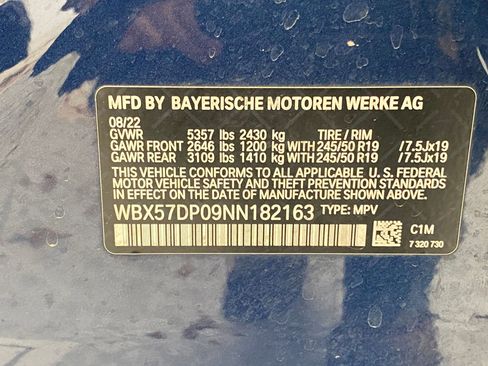 MFD BY BAYERISCHE MOTOREN WERKE AG
08/22
GVWR 5357 lbs 2430 kg TIRE / RIM
GAWR FRONT 2646 lbs 1200 kg WITH 245/50 R19 /7.5Jx19
GAWR REAR 3109 lbs 1410 kg WITH 245/50 R19 /7.5Jx19
THIS VEHICLE CONFORMS TO ALL APPLICABLE U. S. FEDERAL
MOTOR VEHICLE SAFETY AND THEFT PREVENTION STANDARDS
IN EFFECT ON THE DATE OF MANUFACTURE SHOWN ABOVE.
WBX57DP09NN182163 TYPE: MPV
C1M
7 320 730